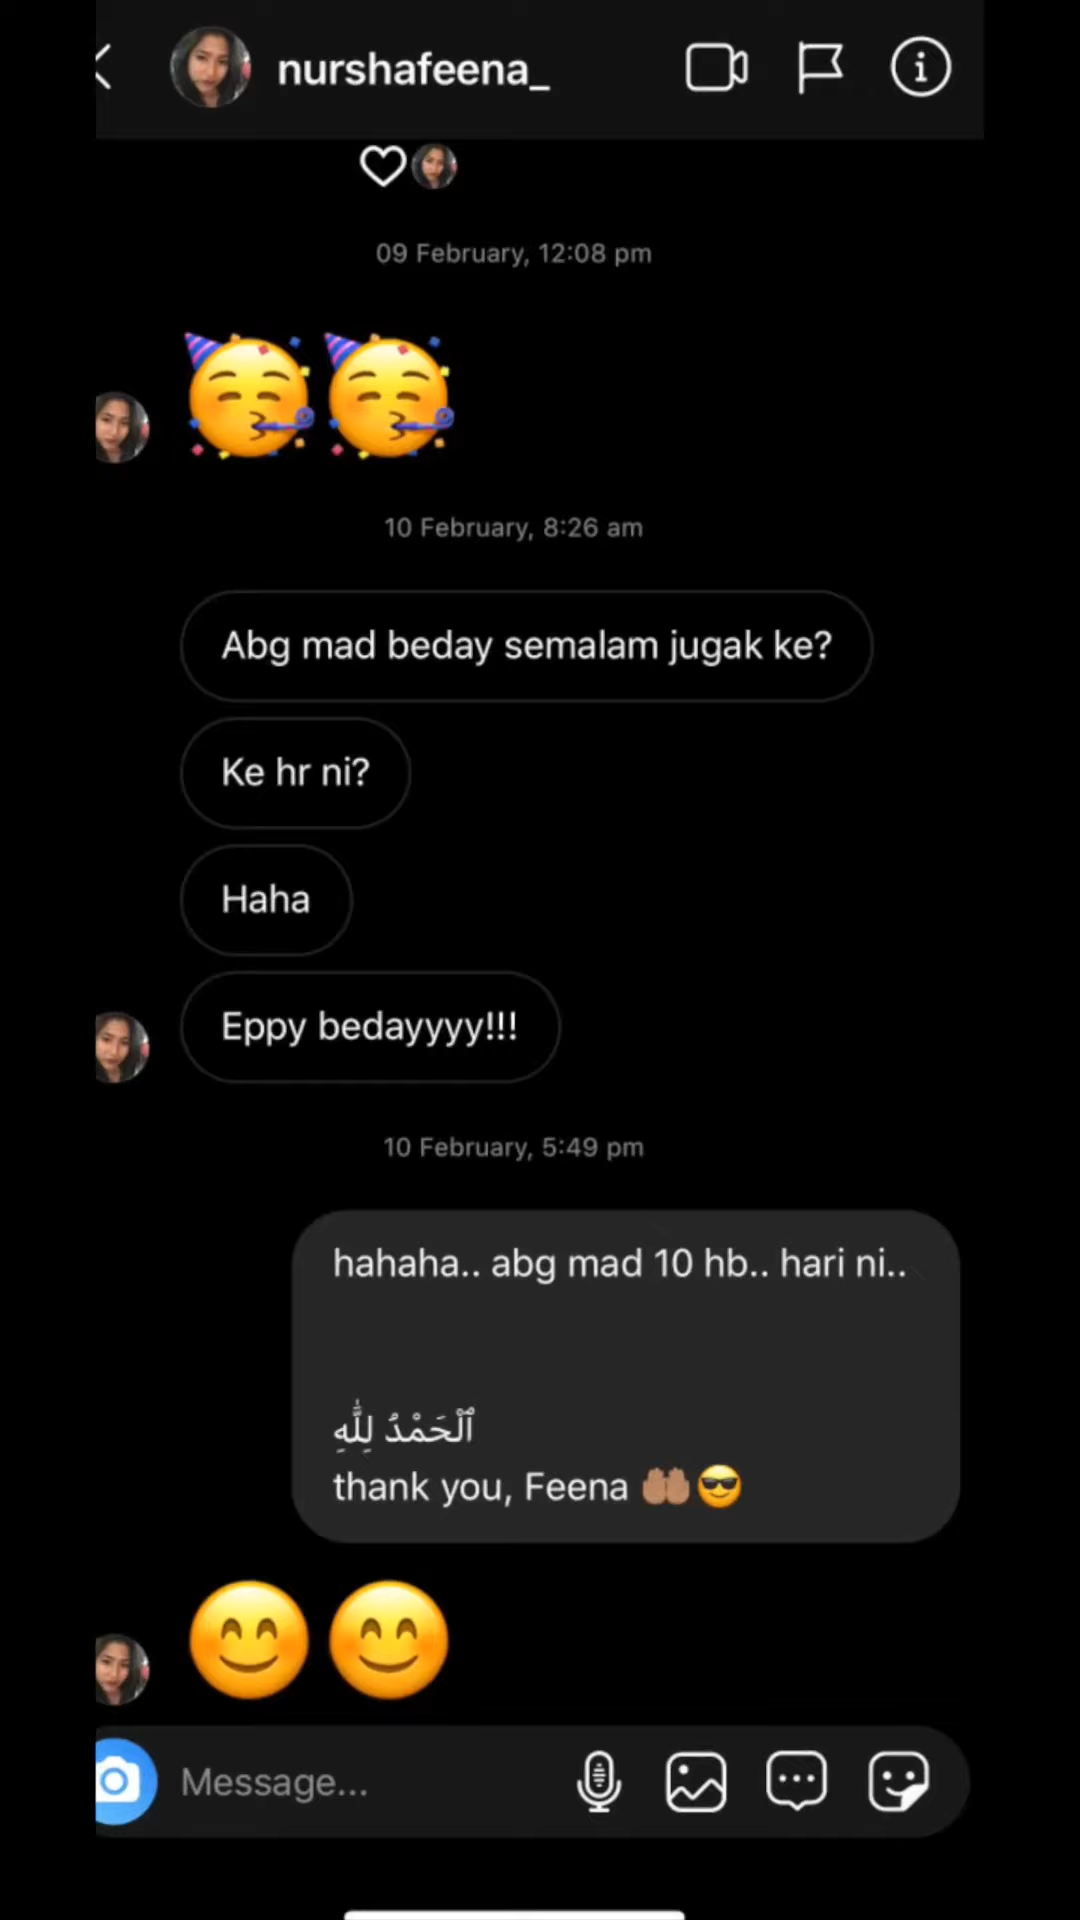 nurshafeena_
09 February, 12:08 pm
🥳🥳
10 February, 8:26 am
Abg mad beday semalam jugak ke?
Ke hr ni?
Haha
Eppy bedayyyy!!!
10 February, 5:49 pm
hahaha.. abg mad 10 hb.. hari ni..
ٱلْحَمْدُ لِلَّٰهِ
thank you, Feena 🤲🏽😎
😊😊
Message...